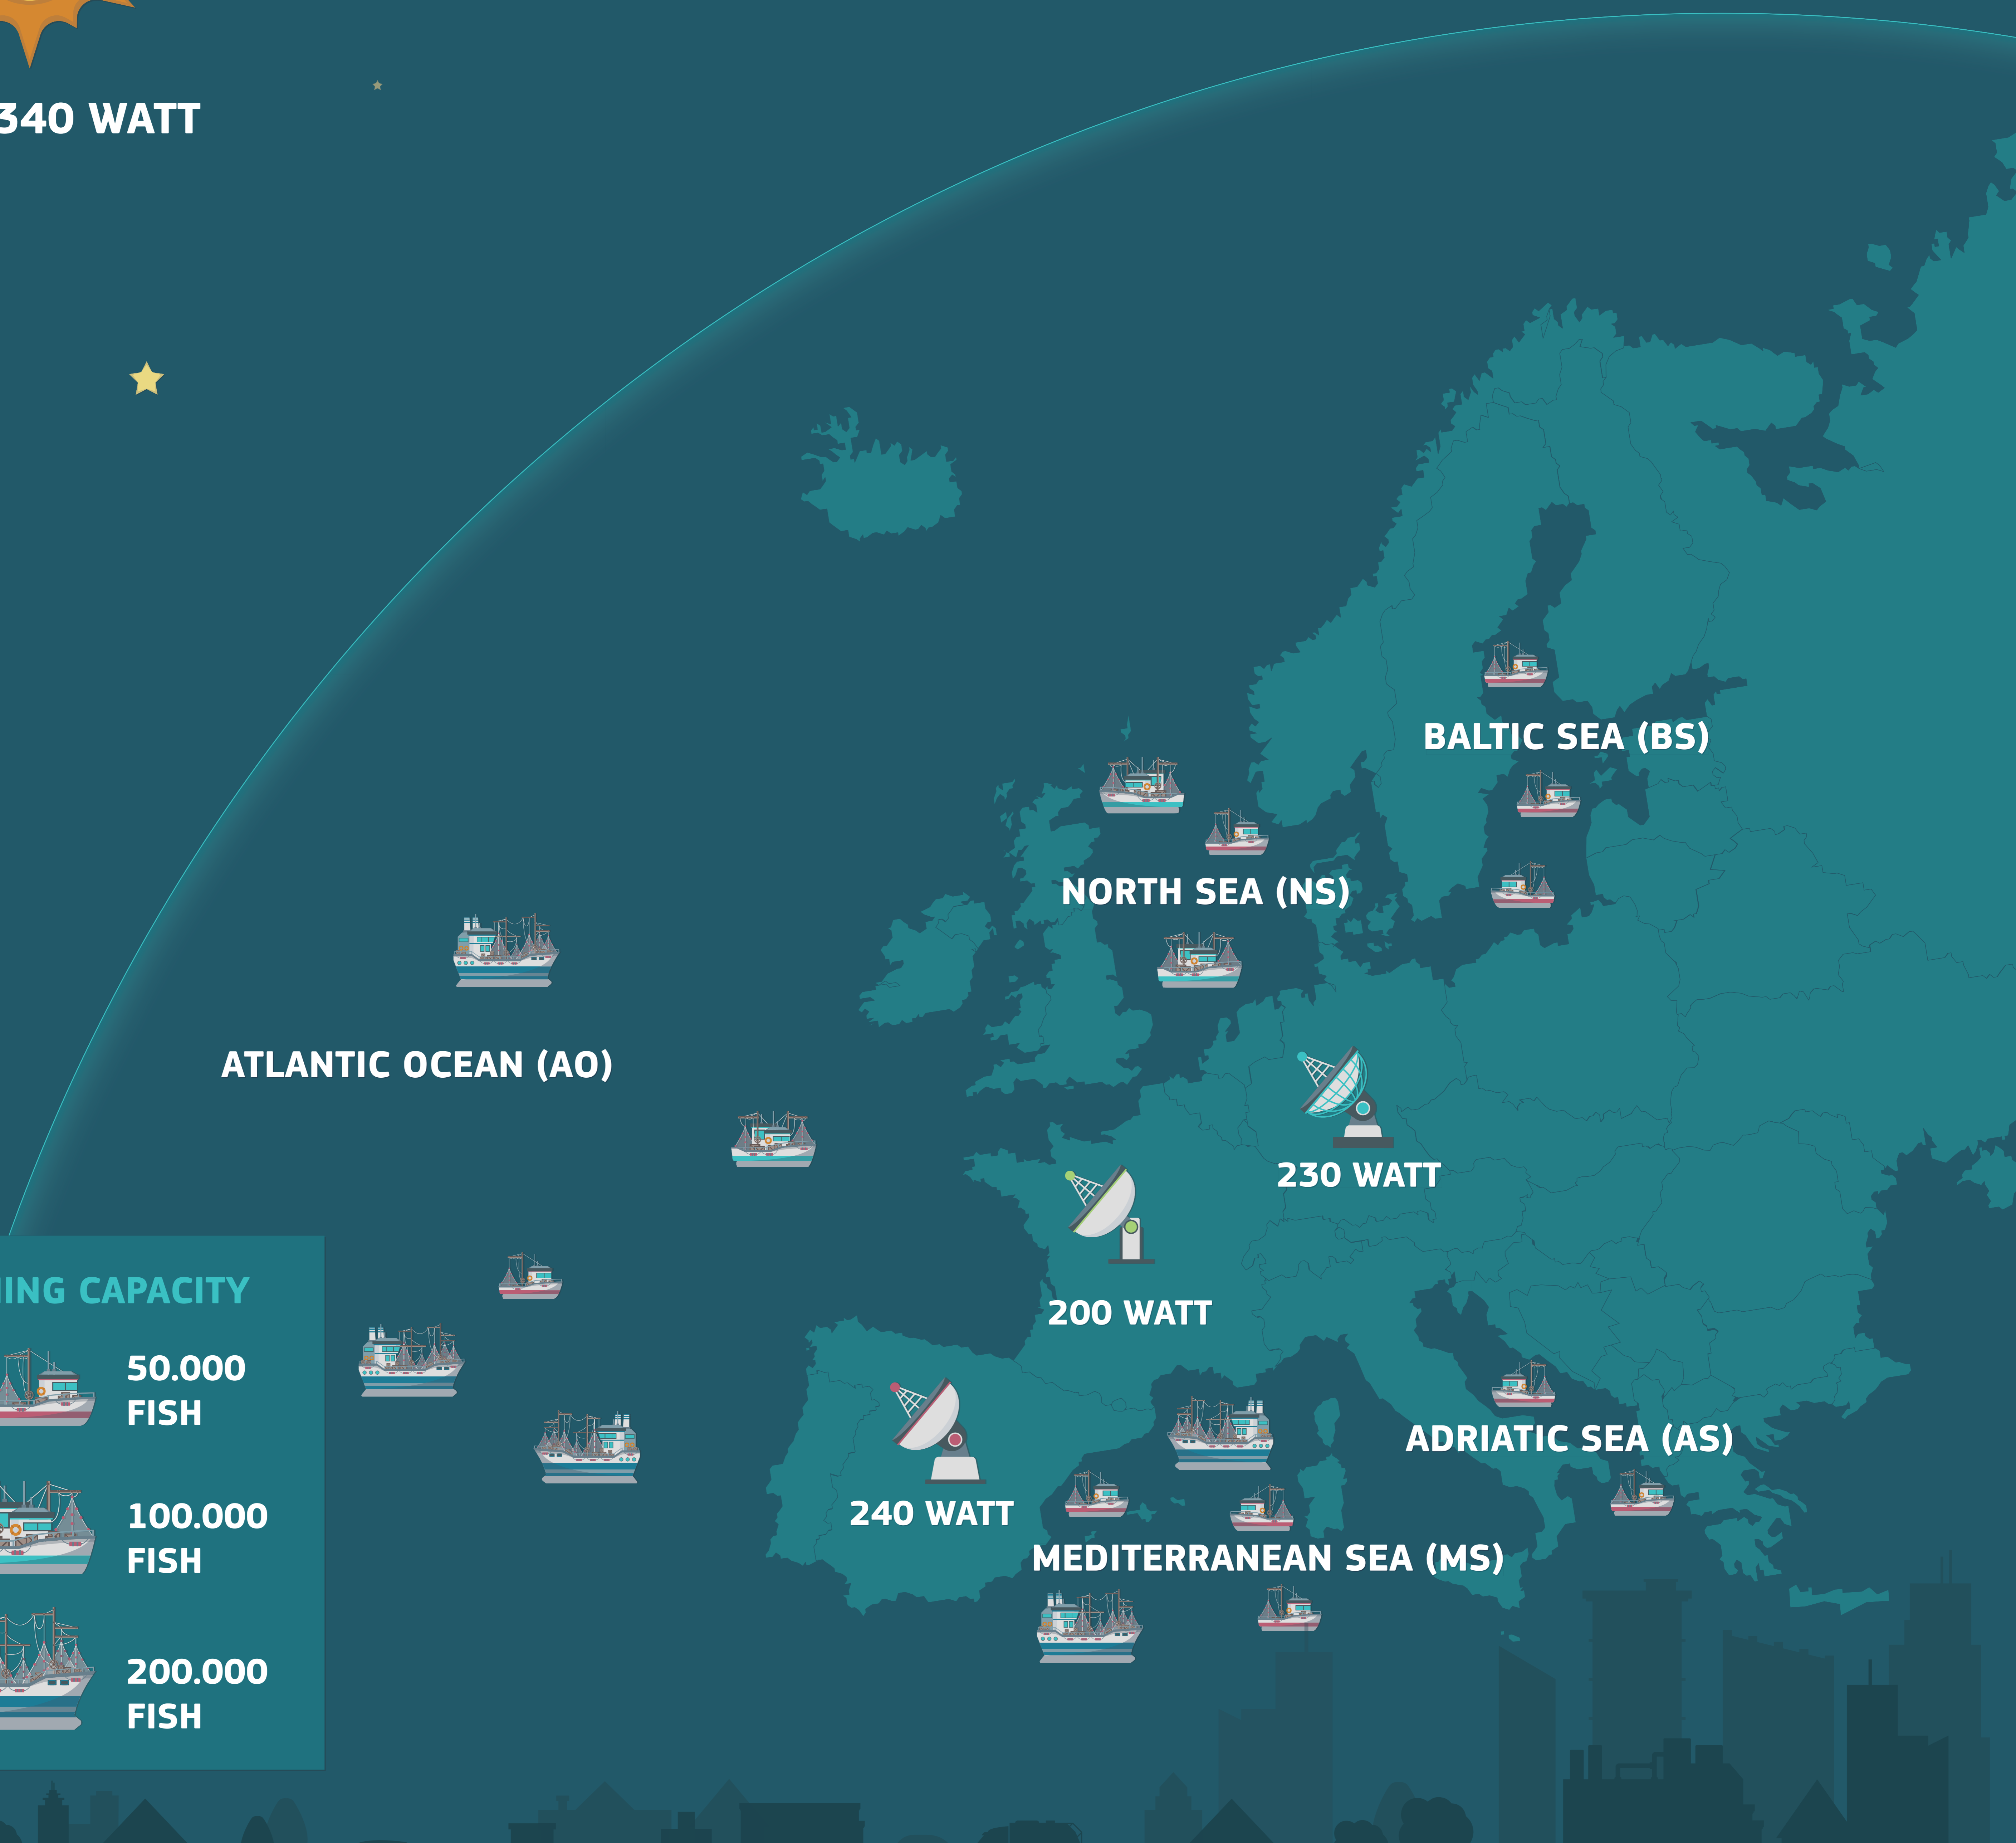 340 WATT
BALTIC SEA (BS)
NORTH SEA (NS)
ATLANTIC OCEAN (AO)
230 WATT
200 WATT
ADRIATIC SEA (AS)
240 WATT
MEDITERRANEAN SEA (MS)
CAPACITY
50.000
FISH
100.000
FISH
200.000
FISH